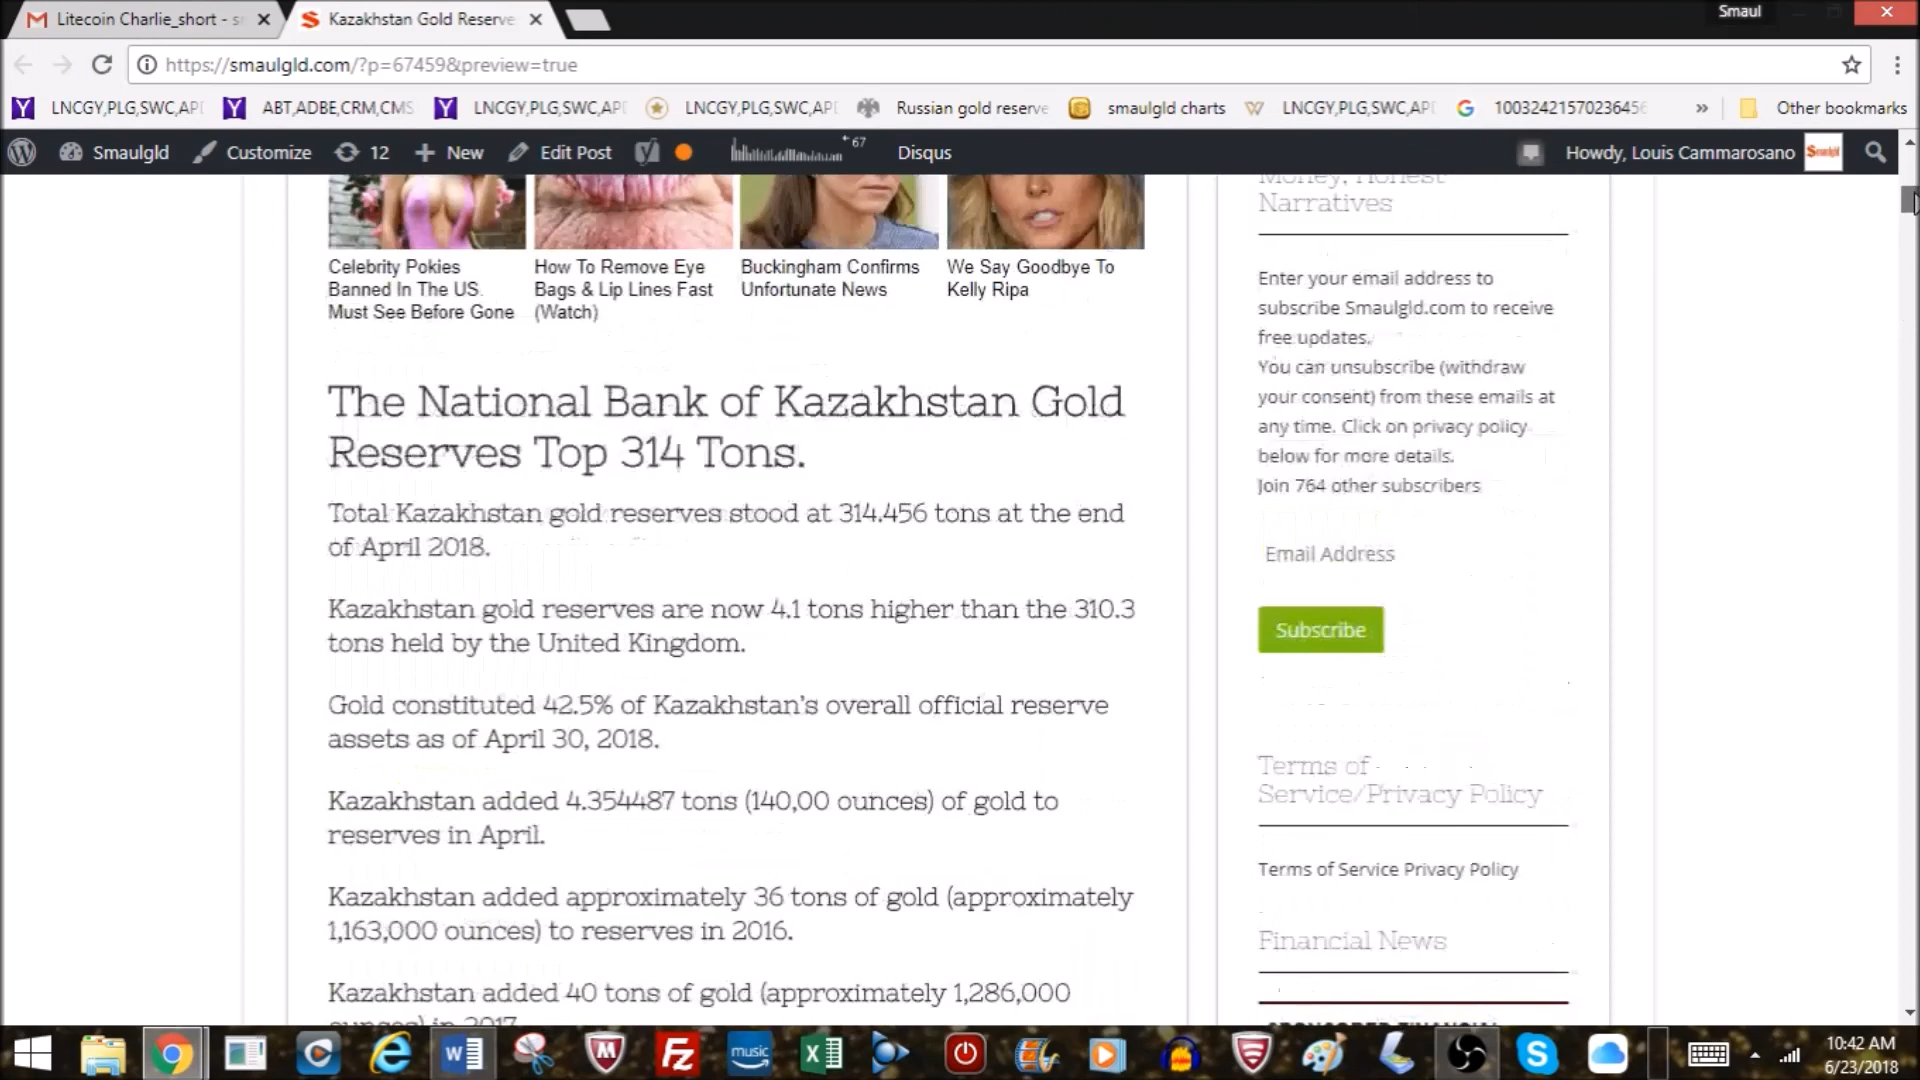 Litecoin Charlie_short - s
Kazakhstan Gold Reserve
Smaul
https://smaulgld.com/?p=67459&preview=true
LNCGY,PLG,SWC,API
ABT,ADBE,CRM,CMS
LNCGY,PLG,SWC,API
LNCGY,PLG,SWC,API
Russian gold reserve
smaulgld charts
LNCGY,PLG,SWC,API
10032421570236456
»
Other bookmarks
Smaulgld
Customize
12
New
Edit Post
67
Disqus
Howdy, Louis Cammarosano
Celebrity Pokies
Banned In The US.
Must See Before Gone
How To Remove Eye
Bags & Lip Lines Fast
(Watch)
Buckingham Confirms
Unfortunate News
We Say Goodbye To
Kelly Ripa
The National Bank of Kazakhstan Gold
Reserves Top 314 Tons.
Total Kazakhstan gold reserves stood at 314.456 tons at the end
of April 2018.
Kazakhstan gold reserves are now 4.1 tons higher than the 310.3
tons held by the United Kingdom.
Gold constituted 42.5% of Kazakhstan's overall official reserve
assets as of April 30, 2018.
Kazakhstan added 4.354487 tons (140,00 ounces) of gold to
reserves in April.
Kazakhstan added approximately 36 tons of gold (approximately
1,163,000 ounces) to reserves in 2016.
Kazakhstan added 40 tons of gold (approximately 1,286,000
ounces) in 2017
Money, Honest
Narratives
Enter your email address to
subscribe Smaulgld.com to receive
free updates.
You can unsubscribe (withdraw
your consent) from these emails at
any time. Click on privacy policy
below for more details.
Join 764 other subscribers
Email Address
Subscribe
Terms of
Service/Privacy Policy
Terms of Service Privacy Policy
Financial News
music
10:42 AM
6/23/2018